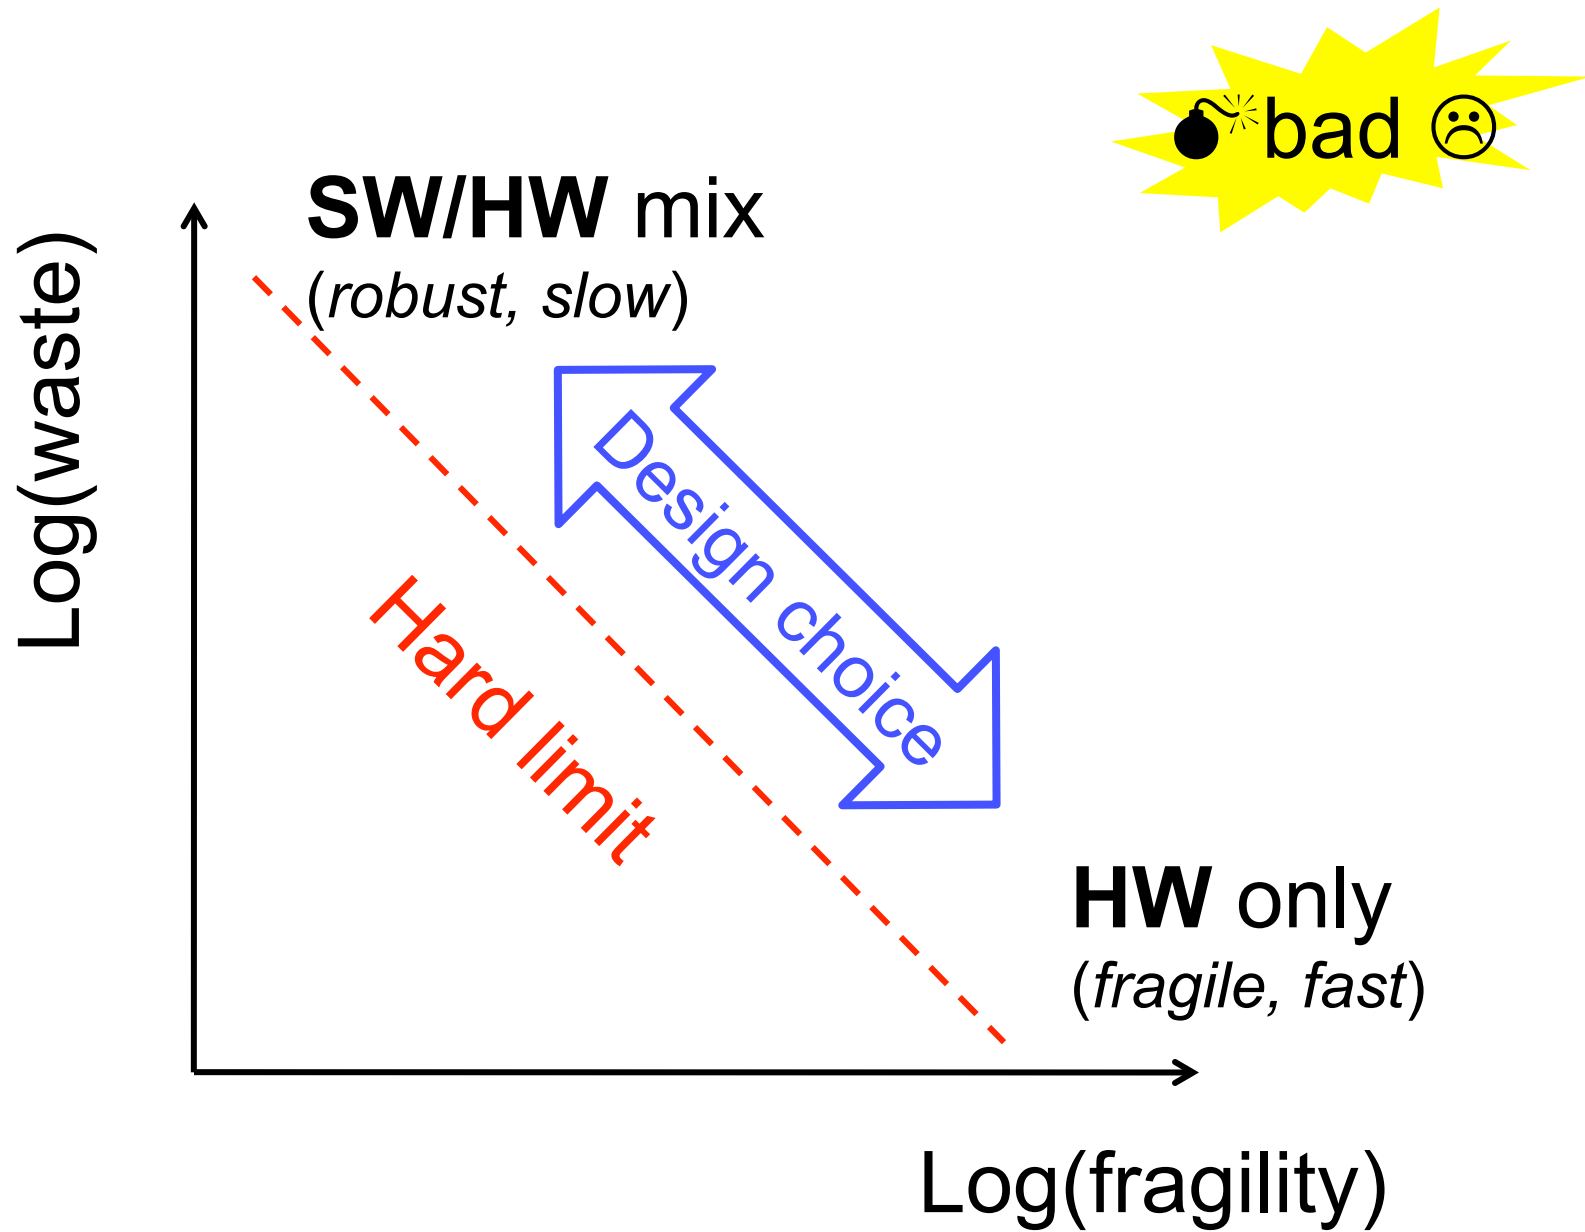 bad
SW/HW mix
(robust, slow)
Log(waste)
Design choice
Hard limit
HW only
(fragile, fast)
Log(fragility)